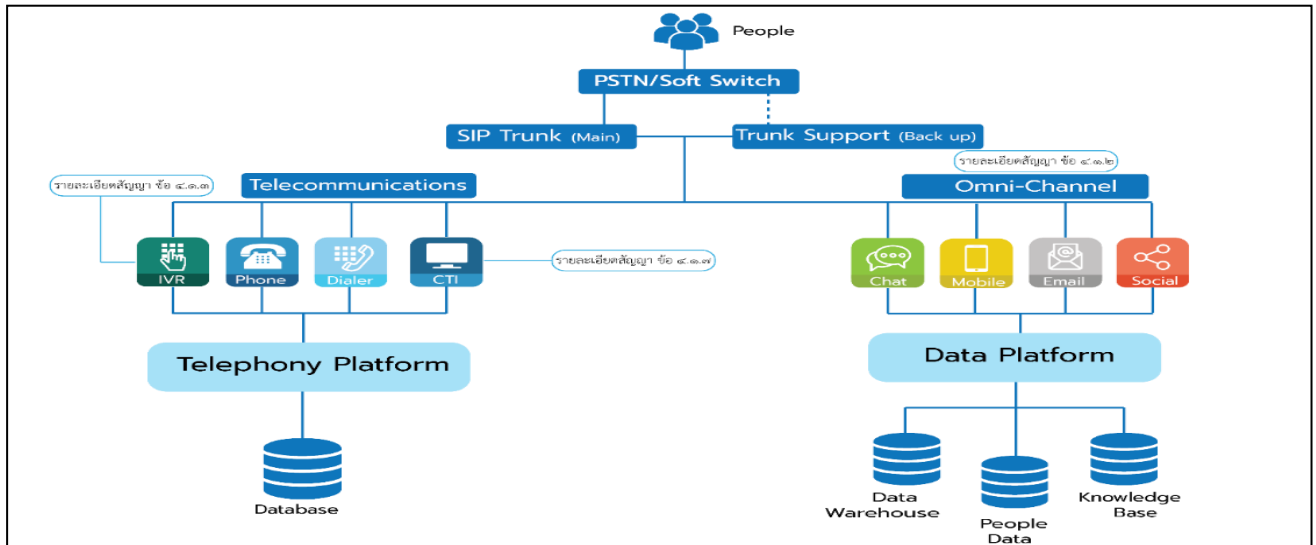 People
PSTN/Soft Switch
SIP Trunk (Main)
Trunk Support (Back up)
รายละเอียดสัญญา ข้อ ๔.๑.๒
รายละเอียดสัญญา ข้อ ๔.๑.๓
Telecommunications
Omni-Channel
IVR
Phone
Dialer
CTI
รายละเอียดสัญญา ข้อ ๔.๑.๗
Chat
Mobile
Email
Social
Telephony Platform
Data Platform
Database
Data
Warehouse
People
Data
Knowledge
Base